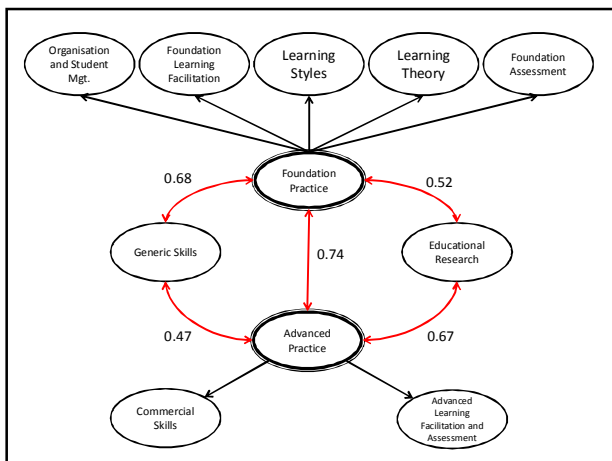 Organisation
and Student
Mgt.
Foundation
Learning
Facilitation
Learning
Styles
Learning
Theory
Foundation
Assessment
Foundation
Practice
0.68
0.52
Generic Skills
0.74
Educational
Research
0.47
0.67
Advanced
Practice
Commercial
Skills
Advanced
Learning
Facilitation and
Assessment